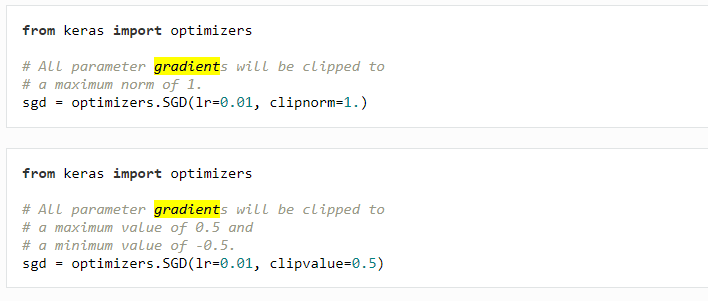 from keras import optimizers
# All parameter gradients will be clipped to
# a maximum norm of 1.
sgd = optimizers.SGD(lr=0.01, clipnorm=1.)
from keras import optimizers
# All parameter gradients will be clipped to
# a maximum value of 0.5 and
# a minimum value of -0.5.
sgd = optimizers.SGD(lr=0.01, clipvalue=0.5)